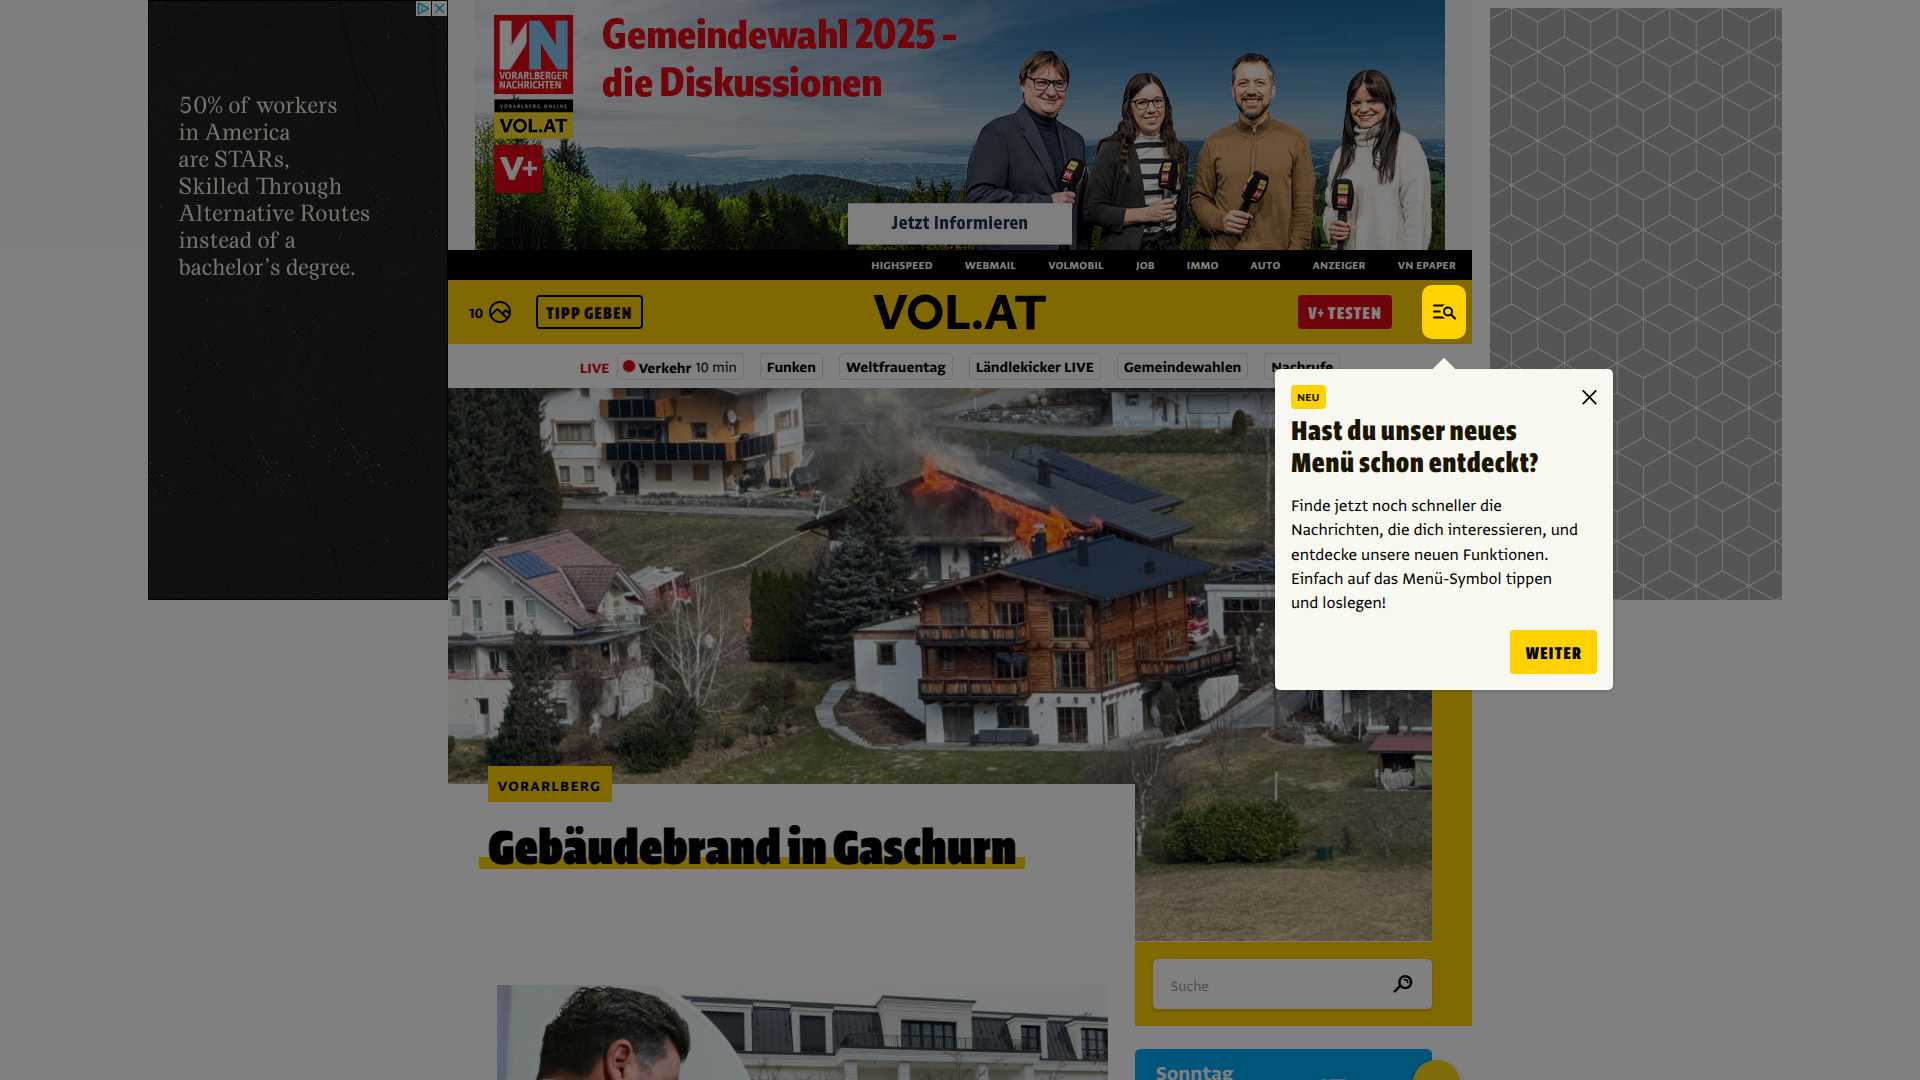 50% of workers
in America
are STARs,
Skilled Through
Alternative Routes
instead of a
bachelor's degree.
VN
VORARLBERGER
NACHRICHTEN
VORARLBERG ONLINE
VOL.AT
V+
Gemeindewahl 2025 -
die Diskussionen
Jetzt informieren
HIGHSPEED WEBMAIL VOLMOBIL JOB IMMO AUTO ANZEIGER VN EPAPER
10 TIPP GEBEN VOL.AT V+ TESTEN
LIVE Verkehr 10 min Funken Weltfrauentag Ländlekicker LIVE Gemeindewahlen Nachrufe
NEU
Hast du unser neues
Menü schon entdeckt?
Finde jetzt noch schneller die
Nachrichten, die dich interessieren, und
entdecke unsere neuen Funktionen.
Einfach auf das Menü-Symbol tippen
und loslegen!
WEITER
VORARLBERG
Gebäudebrand in Gaschurn
Suche
Sonntag